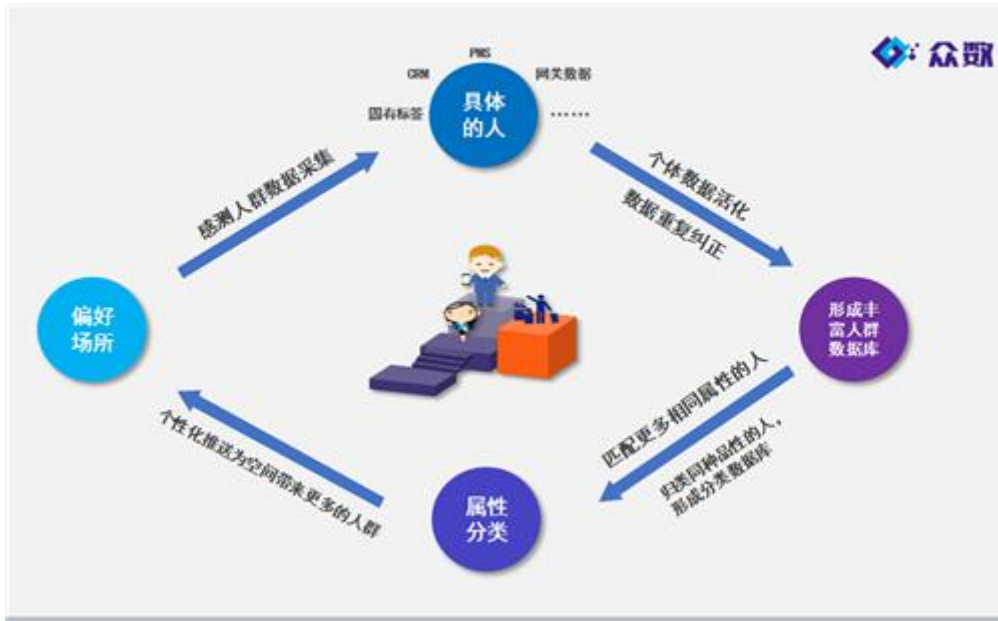 众数
PMS
CRM
网关数据
具体
的人
固有标签
……
感测人群数据采集
个体数据活化
数据重复纠正
偏好
场所
形成丰
富人群
数据库
匹配更多相同属性的人
归类同种品性的人，
形成分类数据库
个性化推送为空间带来更多的人群
属性
分类